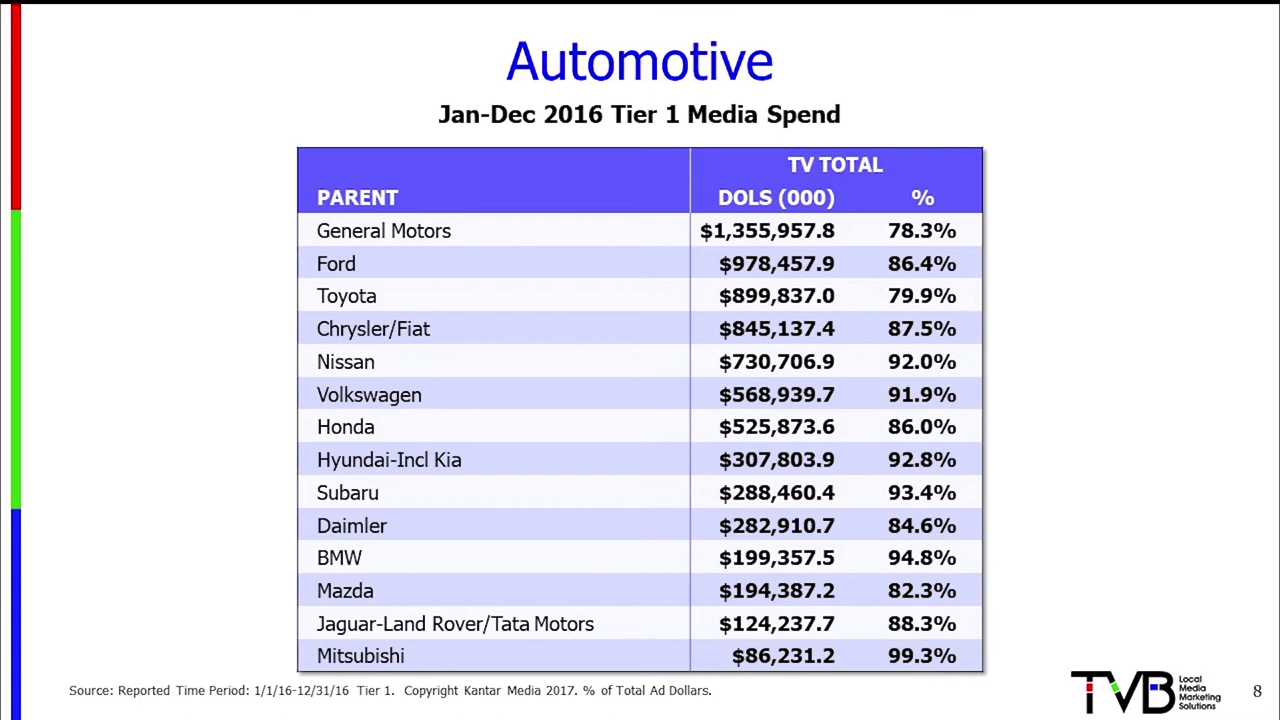 Automotive
Jan-Dec 2016 Tier 1 Media Spend
TV TOTAL
PARENT DOLS (000) %
General Motors $1,355,957.8 78.3%
Ford $978,457.9 86.4%
Toyota $899,837.0 79.9%
Chrysler/Fiat $845,137.4 87.5%
Nissan $730,706.9 92.0%
Volkswagen $568,939.7 91.9%
Honda $525,873.6 86.0%
Hyundai-Incl Kia $307,803.9 92.8%
Subaru $288,460.4 93.4%
Daimler $282,910.7 84.6%
BMW $199,357.5 94.8%
Mazda $194,387.2 82.3%
Jaguar-Land Rover/Tata Motors $124,237.7 88.3%
Mitsubishi $86,231.2 99.3%
Source: Reported Time Period: 1/1/16-12/31/16 Tier 1. Copyright Kantar Media 2017. % of Total Ad Dollars.
TVB
Local
Media
Marketing
Solutions
8